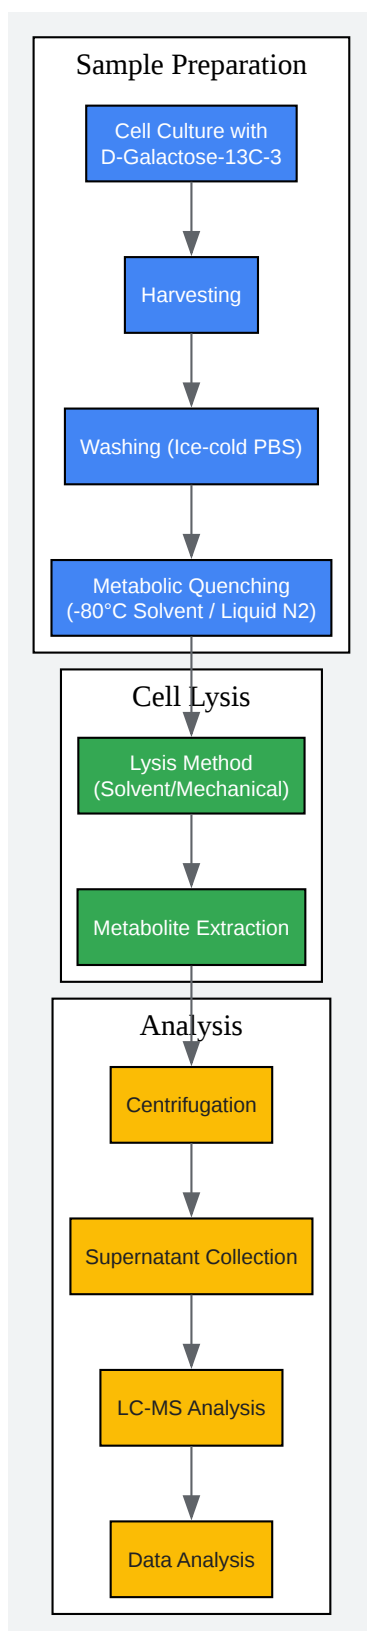 Sample Preparation
Cell Culture with
D-Galactose-13C-3
Harvesting
Washing (Ice-cold PBS)
Metabolic Quenching
(-80°C Solvent / Liquid N2)
Cell Lysis
Lysis Method
(Solvent/Mechanical)
Metabolite Extraction
Analysis
Centrifugation
Supernatant Collection
LC-MS Analysis
Data Analysis